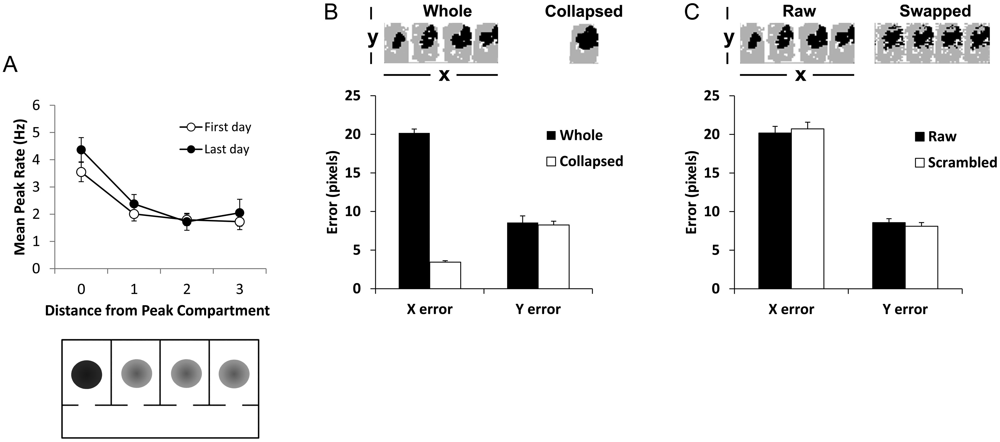 A
6
5
4
3
2
1
0
Mean Peak Rate (Hz)
First day
Last day
0 1 2 3
Distance from Peak Compartment
B
Whole Collapsed
y
x
25
20
15
10
5
0
Error (pixels)
Whole
Collapsed
X error Y error
C
Raw Swapped
y
x
25
20
15
10
5
0
Error (pixels)
Raw
Scrambled
X error Y error